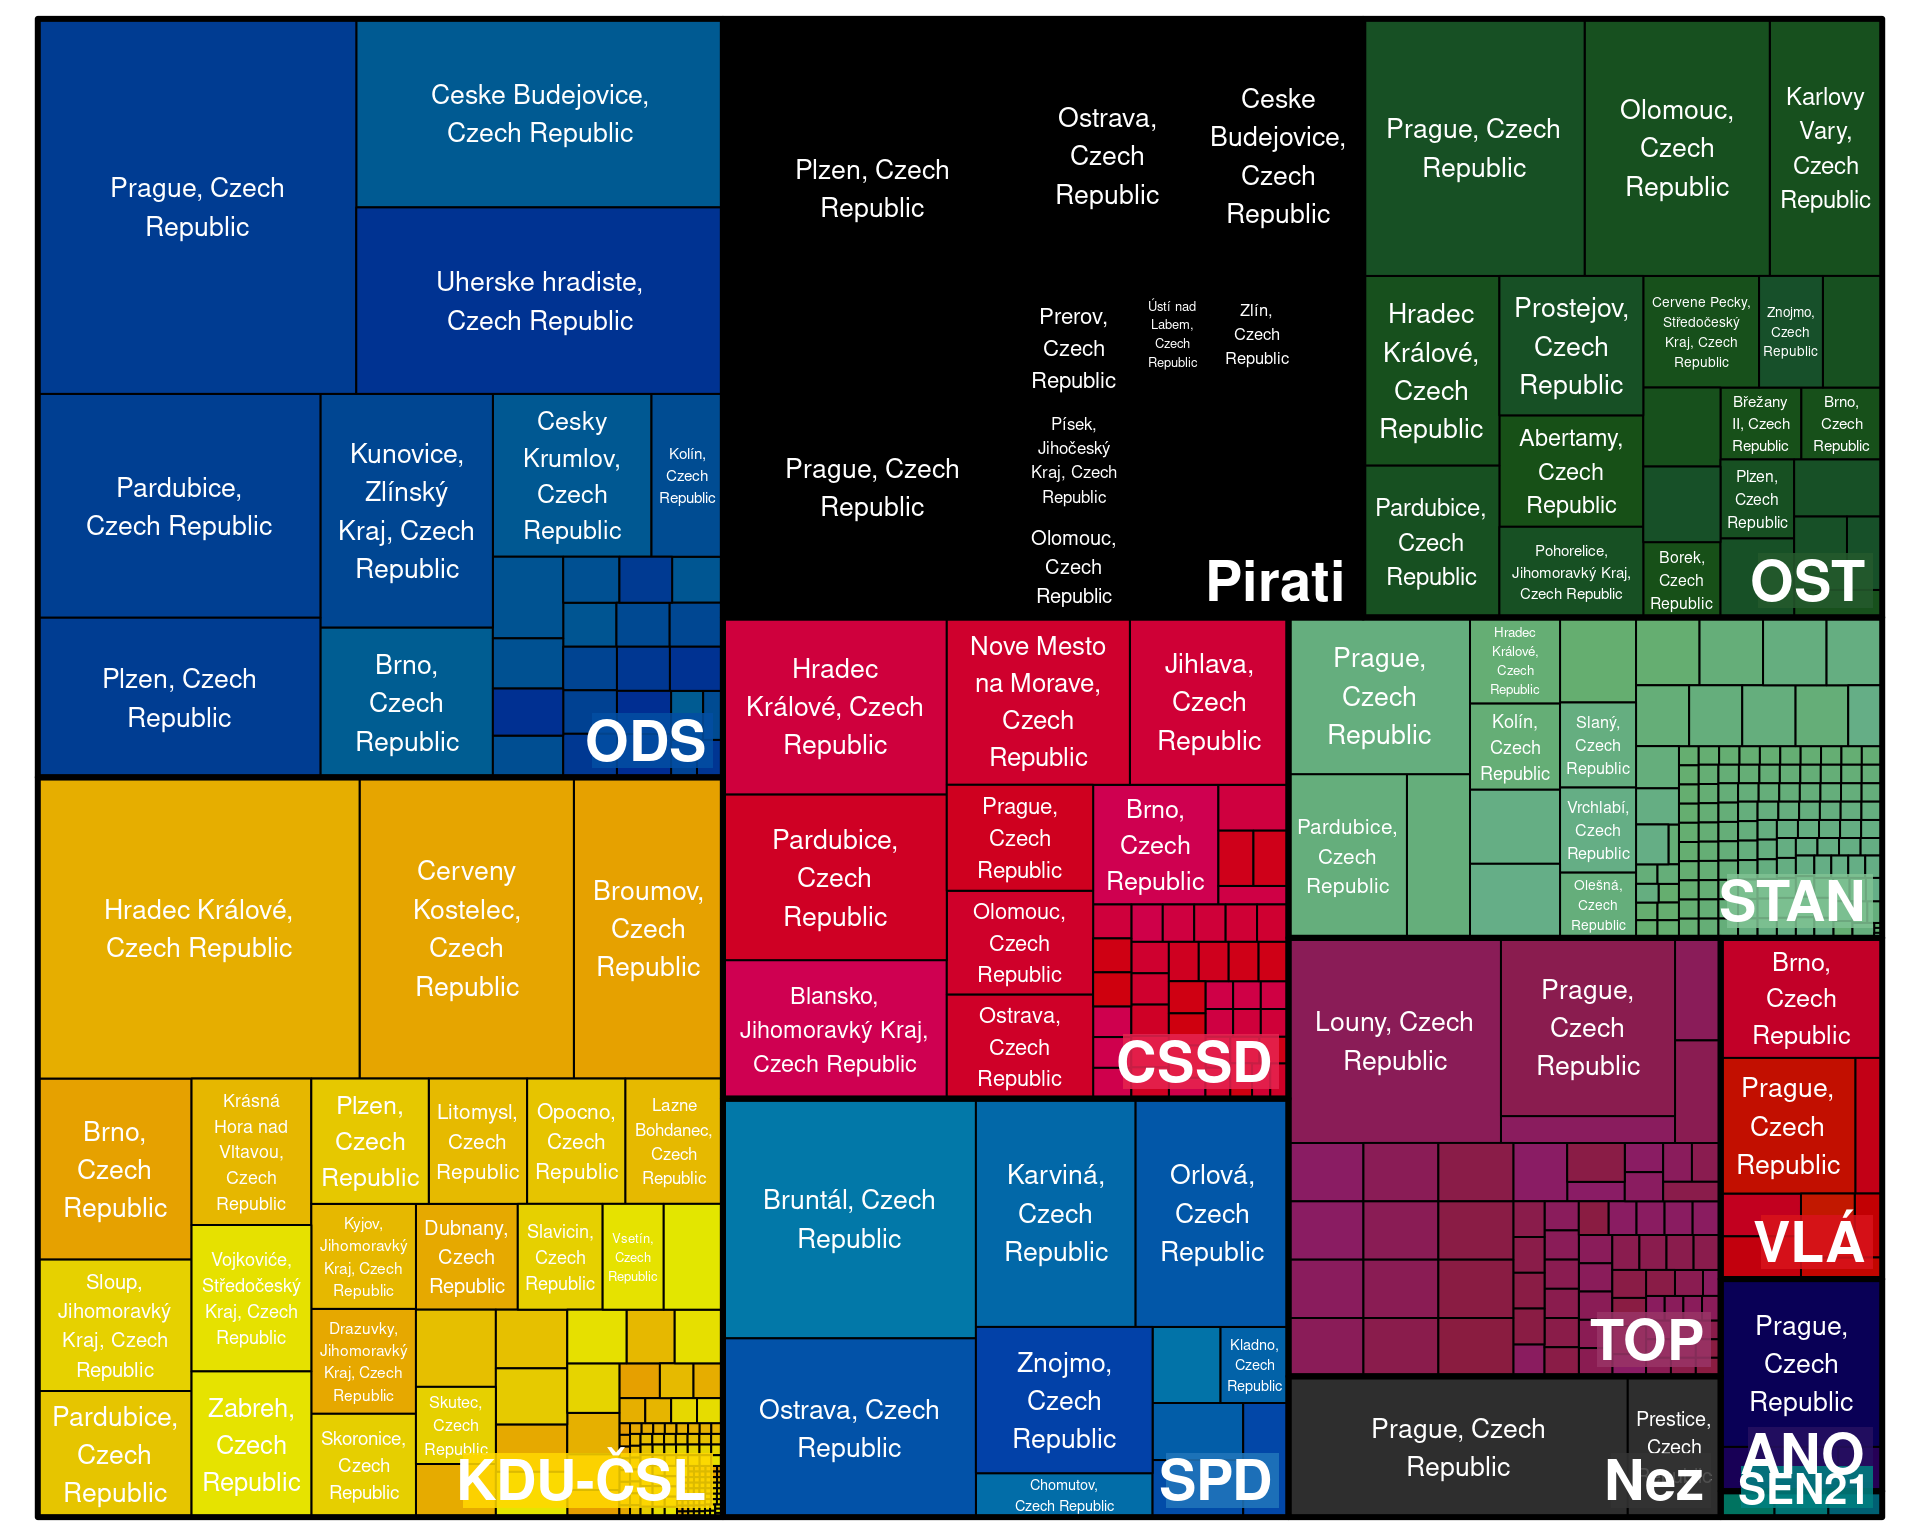 Prague, Czech
Republic
Ceske Budejovice,
Czech Republic
Uherske hradiste,
Czech Republic
Pardubice,
Czech Republic
Kunovice,
Zlínský
Kraj, Czech
Republic
Cesky
Krumlov,
Czech
Republic
Kolín,
Czech
Republic
Plzen, Czech
Republic
Brno,
Czech
Republic
ODS
Plzen, Czech
Republic
Ostrava,
Czech
Republic
Ceske
Budejovice,
Czech
Republic
Prague, Czech
Republic
Prerov,
Czech
Republic
Ústí nad
Labem,
Czech
Republic
Zlín,
Czech
Republic
Písek,
Jihočeský
Kraj, Czech
Republic
Olomouc,
Czech
Republic
Pirati
Prague, Czech
Republic
Olomouc,
Czech
Republic
Karlovy
Vary,
Czech
Republic
Hradec
Králové,
Czech
Republic
Prostejov,
Czech
Republic
Cervene Pecky,
Středočeský
Kraj, Czech
Republic
Znojmo,
Czech
Republic
Abertamy,
Czech
Republic
Břežany
II, Czech
Republic
Brno,
Czech
Republic
Pardubice,
Czech
Republic
Pohorelice,
Jihomoravký Kraj,
Czech Republic
Borek,
Czech
Republic
Plzen,
Czech
Republic
OST
Hradec Králové,
Czech Republic
Cerveny
Kostelec,
Czech
Republic
Broumov,
Czech
Republic
Brno,
Czech
Republic
Krásná
Hora nad
Vltavou,
Czech
Republic
Plzen,
Czech
Republic
Litomysl,
Czech
Republic
Opocno,
Czech
Republic
Lazne
Bohdanec,
Czech
Republic
Sloup,
Jihomoravký
Kraj, Czech
Republic
Vojkoviće,
Středočeský
Kraj, Czech
Republic
Kyjov,
Jihomoravký
Kraj, Czech
Republic
Dubnany,
Czech
Republic
Slavicin,
Czech
Republic
Vsetín,
Czech
Republic
Drazuvky,
Jihomoravký
Kraj, Czech
Republic
Pardubice,
Czech
Republic
Zabreh,
Czech
Republic
Skoronice,
Czech
Republic
Skutec,
Czech
Republic
KDU-ČSL
Hradec
Králové, Czech
Republic
Nove Mesto
na Morave,
Czech
Republic
Jihlava,
Czech
Republic
Pardubice,
Czech
Republic
Prague,
Czech
Republic
Brno,
Czech
Republic
Blansko,
Jihomoravký Kraj,
Czech Republic
Olomouc,
Czech
Republic
Ostrava,
Czech
Republic
CSSD
Prague,
Czech
Republic
Hradec
Králové,
Czech
Republic
Kolín,
Czech
Republic
Slaný,
Czech
Republic
Pardubice,
Czech
Republic
Vrchlabí,
Czech
Republic
Olešná,
Czech
Republic
STAN
Bruntál, Czech
Republic
Karviná,
Czech
Republic
Orlová,
Czech
Republic
Ostrava, Czech
Republic
Znojmo,
Czech
Republic
Kladno,
Czech
Republic
Chomutov,
Czech Republic
SPD
Louny, Czech
Republic
Prague,
Czech
Republic
TOP
Brno,
Czech
Republic
Prague,
Czech
Republic
VLÁ
Prague, Czech
Republic
Prestice,
Czech
Nez
Prague,
Czech
Republic
ANO
SEN21